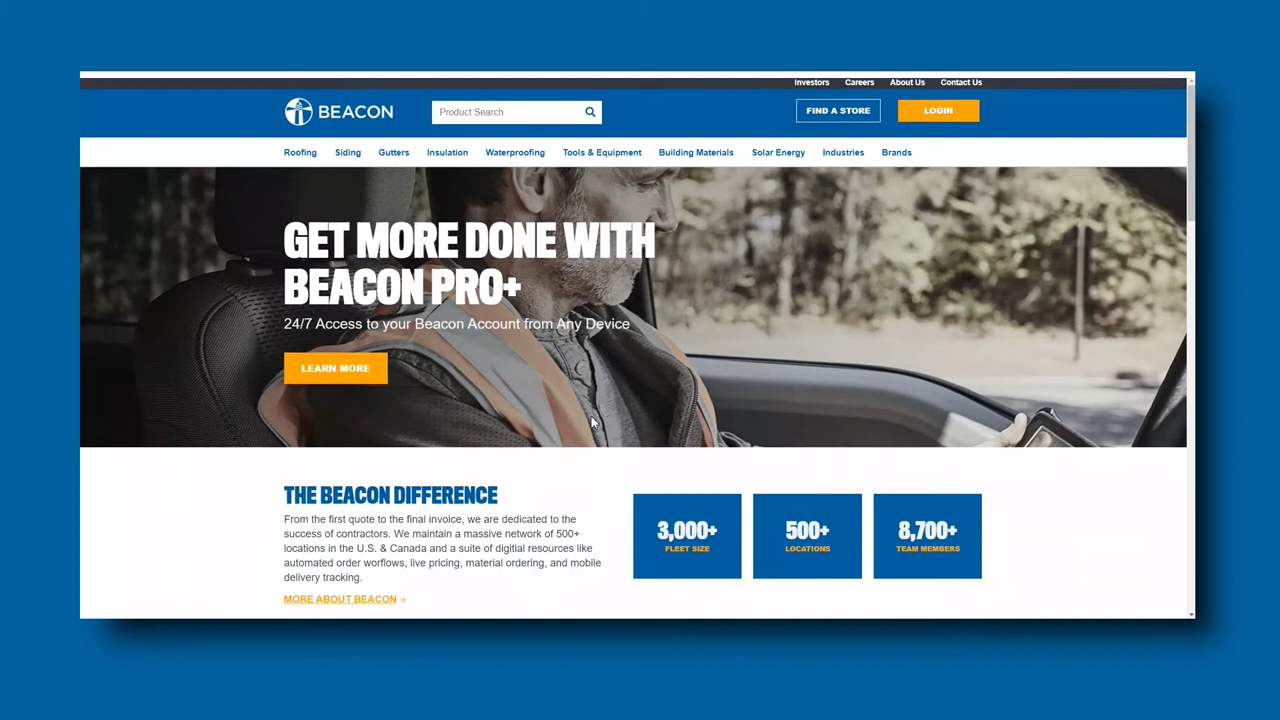 Investors Careers About Us Contact Us
BEACON Product Search FIND A STORE LOGIN
Roofing Siding Gutters Insulation Waterproofing Tools & Equipment Building Materials Solar Energy Industries Brands
GET MORE DONE WITH
BEACON PRO+
24/7 Access to your Beacon Account from Any Device
LEARN MORE
THE BEACON DIFFERENCE
From the first quote to the final invoice, we are dedicated to the
success of contractors. We maintain a massive network of 500+
locations in the U.S. & Canada and a suite of digitial resources like
automated order worflows, live pricing, material ordering, and mobile
delivery tracking.
MORE ABOUT BEACON →
3,000+
FLEET SIZE
500+
LOCATIONS
8,700+
TEAM MEMBERS